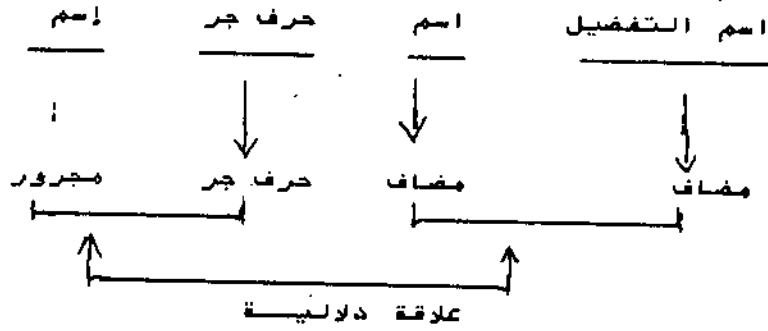 اسم التفضيل اسم حرف جر إسم
مضاف مضاف حرف جر مجرور
علاقة دلالية